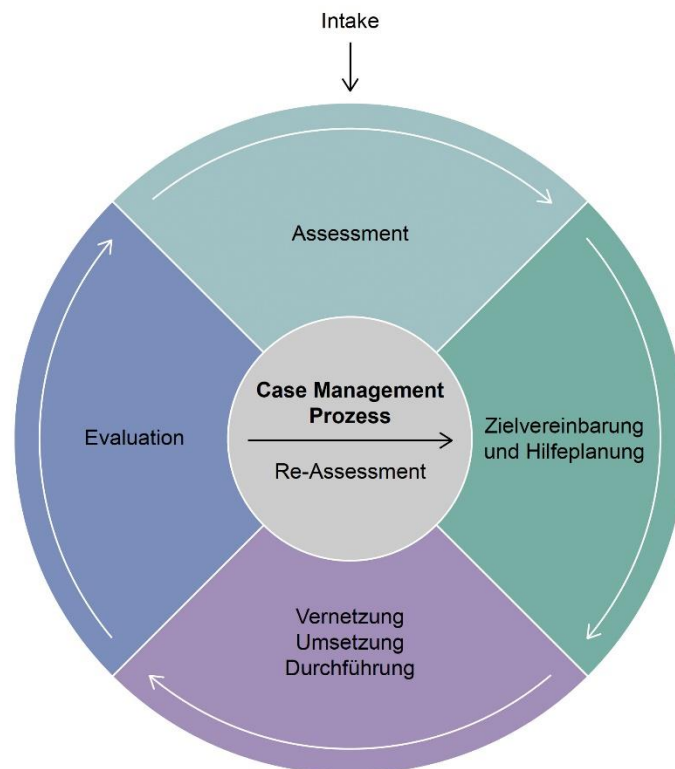 Intake
Assessment
Case Management
Prozess
Re-Assessment
Zielvereinbarung
und Hilfeplanung
Evaluation
Vernetzung
Umsetzung
Durchführung